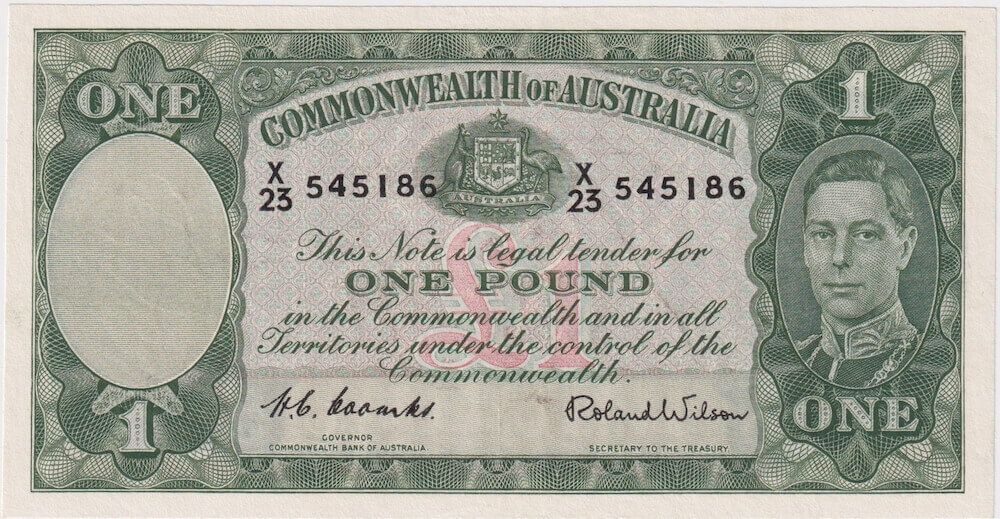 ONE
1
COMMONWEALTH OF AUSTRALIA
X
23 545186
X
23 545186
AUSTRALIA
£1
This Note is legal tender for
ONE POUND
in the Commonwealth and in all
Territories under the control of the
Commonwealth.
H.C. Coombs.
Roland Wilson
GOVERNOR
COMMONWEALTH BANK OF AUSTRALIA
SECRETARY TO THE TREASURY
1
ONE